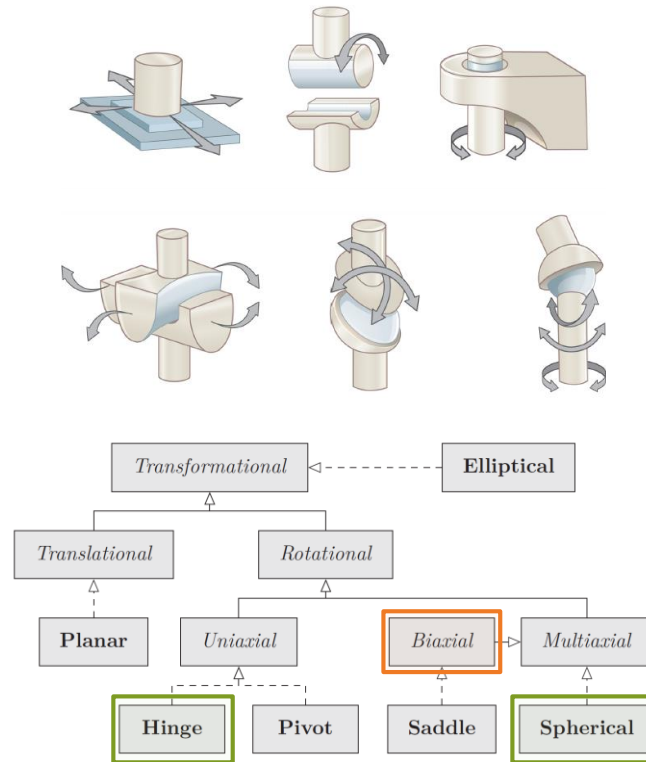 Transformational
Elliptical
Translational
Rotational
Planar
Uniaxial
Biaxial
Multiaxial
Hinge
Pivot
Saddle
Spherical